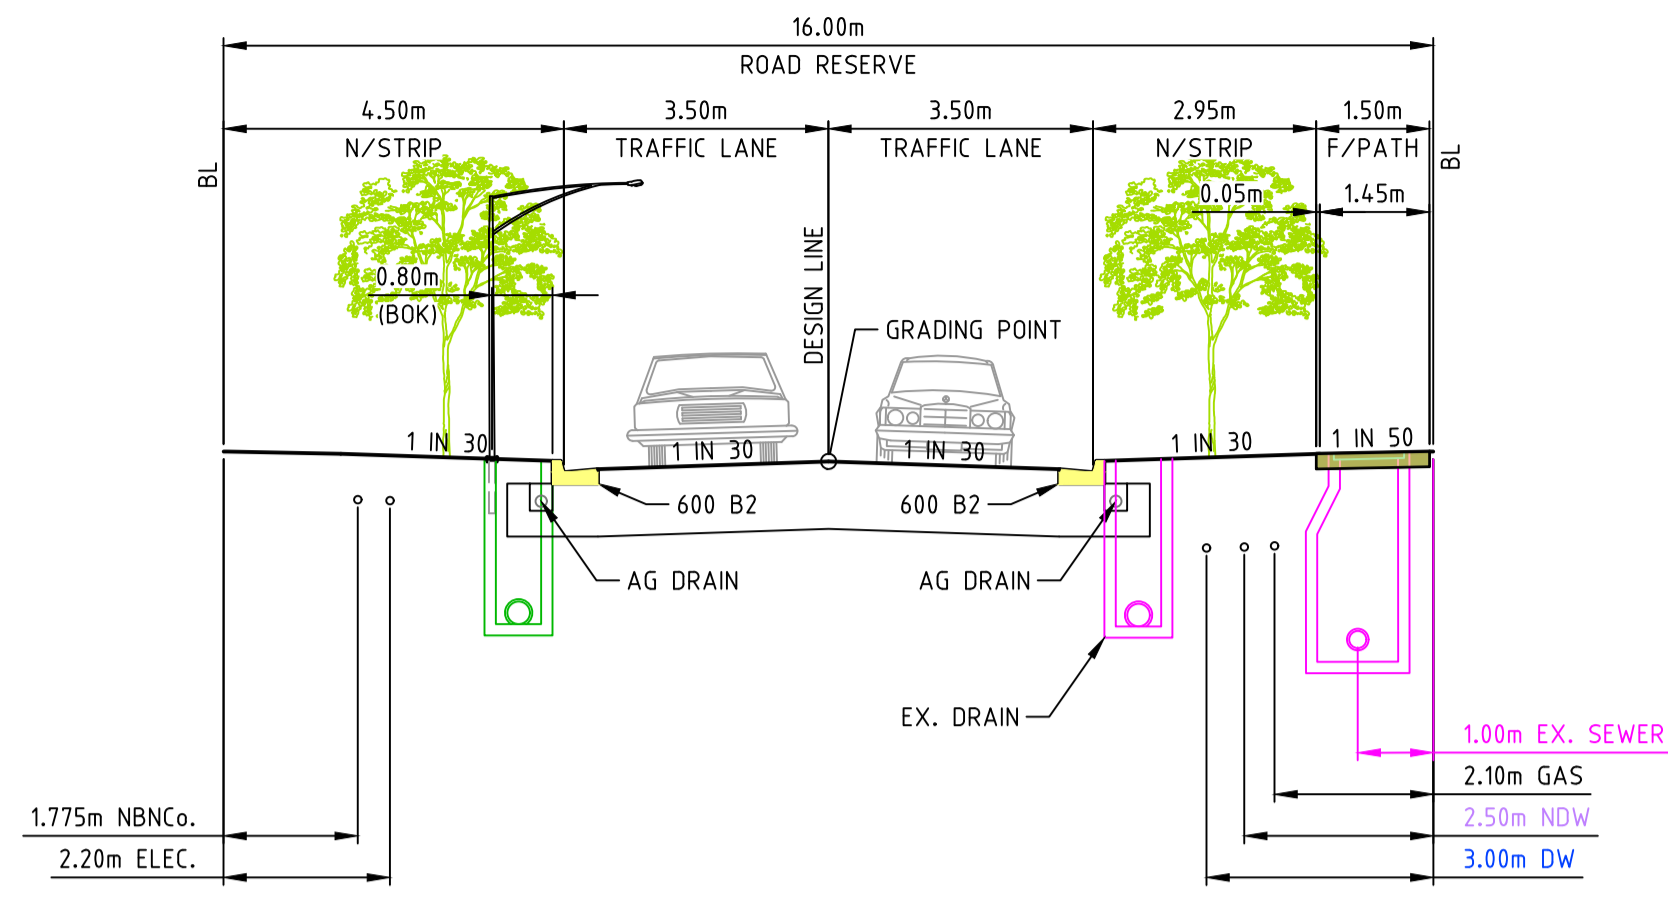 16.00m
ROAD RESERVE
4.50m
3.50m
3.50m
2.95m
1.50m
N/STRIP
TRAFFIC LANE
TRAFFIC LANE
N/STRIP
F/PATH
BL
BL
0.05m
1.45m
0.80m
(BOK)
DESIGN LINE
GRADING POINT
1 IN 30
1 IN 30
1 IN 30
1 IN 30
1 IN 50
600 B2
600 B2
AG DRAIN
AG DRAIN
EX. DRAIN
1.00m EX. SEWER
2.10m GAS
1.775m NBNCo.
2.50m NDW
2.20m ELEC.
3.00m DW